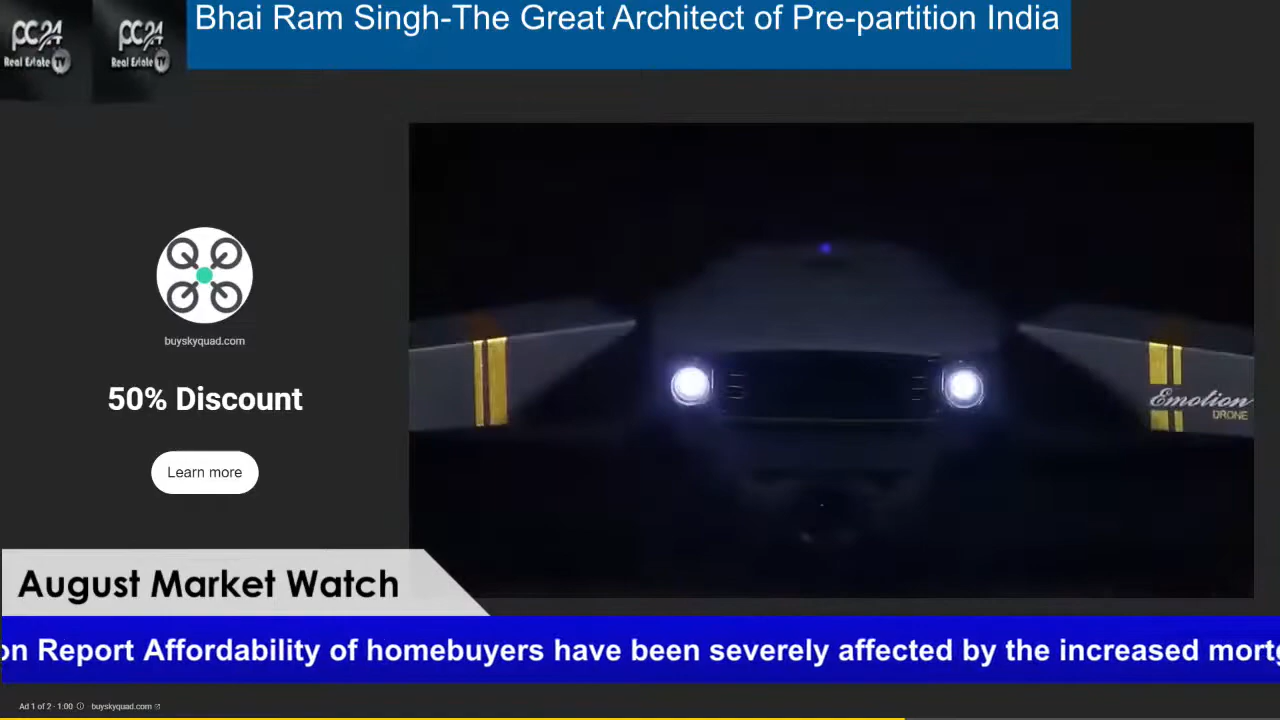 PC24
Real Estate TV
PC24
Real Estate TV
Bhai Ram Singh-The Great Architect of Pre-partition India
buyskyquad.com
50% Discount
Learn more
Emotion
DRONE
August Market Watch
on Report Affordability of homebuyers have been severely affected by the increased mortg
Ad 1 of 2 · 1:00 buyskyquad.com